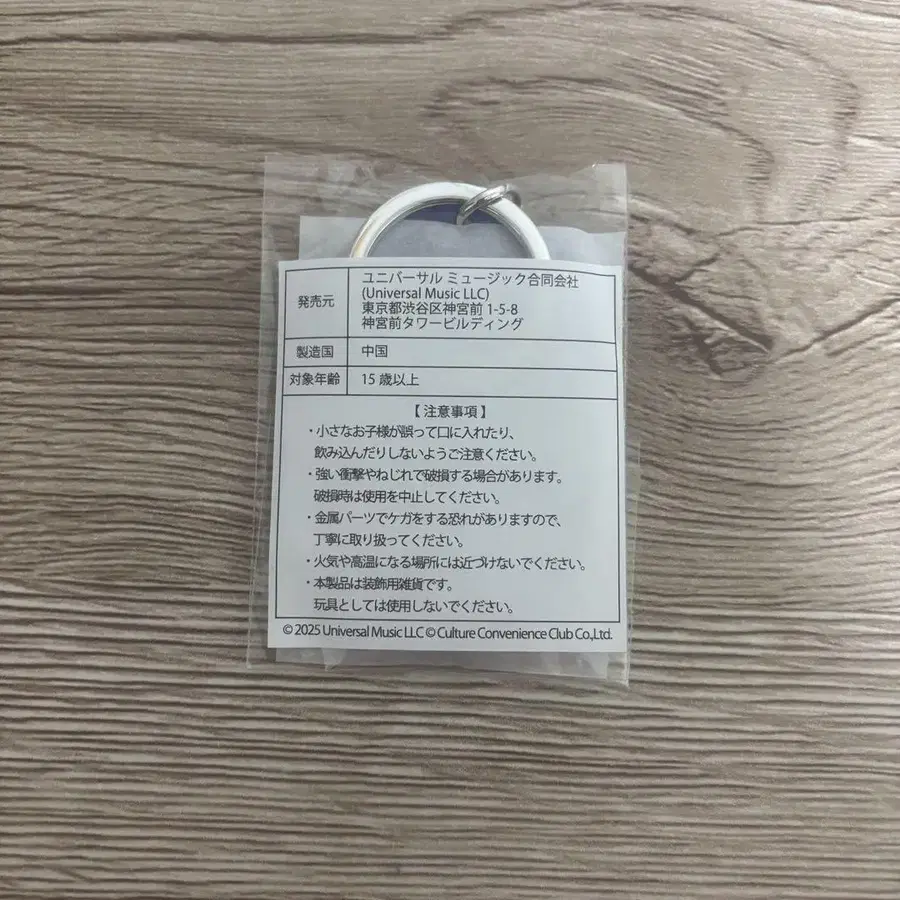 発売元
ユニバーサル ミュージック合同会社
(Universal Music LLC)
東京都渋谷区神宮前 1-5-8
神宮前タワービルディング
製造国 中国
対象年齢 15 歳以上
【 注意事項 】
・小さなお子様が誤って口に入れたり、
飲み込んだりしないようご注意ください。
・強い衝撃やねじれで破損する場合があります。
破損時は使用を中止してください。
・金属パーツでケガをする恐れがありますので、
丁寧に取り扱ってください。
・火気や高温になる場所には近づけないでください。
・本製品は装飾用雑貨です。
玩具としては使用しないでください。
© 2025 Universal Music LLC © Culture Convenience Club Co.,Ltd.